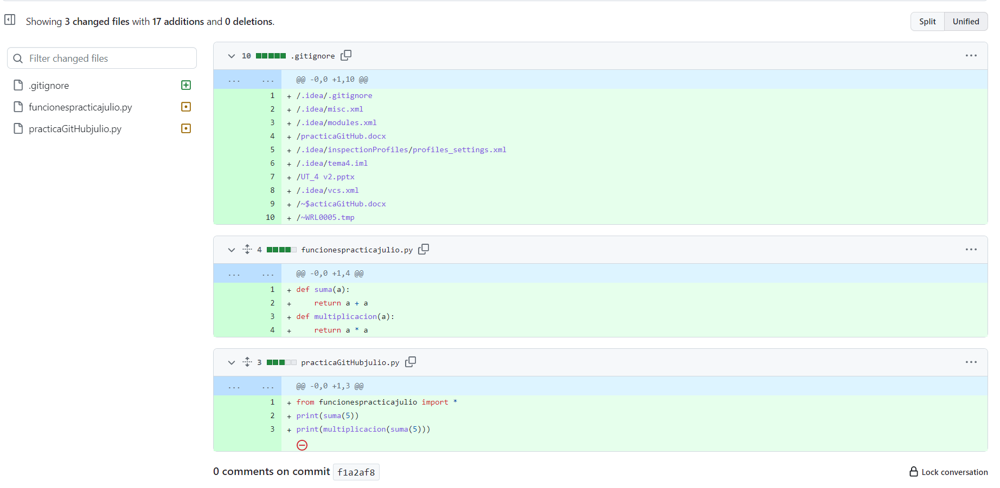 Showing 3 changed files with 17 additions and 0 deletions.
Split Unified
Filter changed files
.gitignore
funcionespracticajulio.py
practicaGitHubjulio.py
10 .gitignore ...
... ... @@ -0,0 +1,10 @@
1 + /.idea/.gitignore
2 + /.idea/misc.xml
3 + /.idea/modules.xml
4 + /practicaGitHub.docx
5 + /.idea/inspectionProfiles/profiles_settings.xml
6 + /.idea/tema4.iml
7 + /UT_4 v2.pptx
8 + /.idea/vcs.xml
9 + /~$acticaGitHub.docx
10 + /~WRL0005.tmp
4 funcionespracticajulio.py ...
... ... @@ -0,0 +1,4 @@
1 + def suma(a):
2 +     return a + a
3 + def multiplicacion(a):
4 +     return a * a
3 practicaGitHubjulio.py ...
... ... @@ -0,0 +1,3 @@
1 + from funcionespracticajulio import *
2 + print(suma(5))
3 + print(multiplicacion(suma(5)))
0 comments on commit f1a2af8
Lock conversation